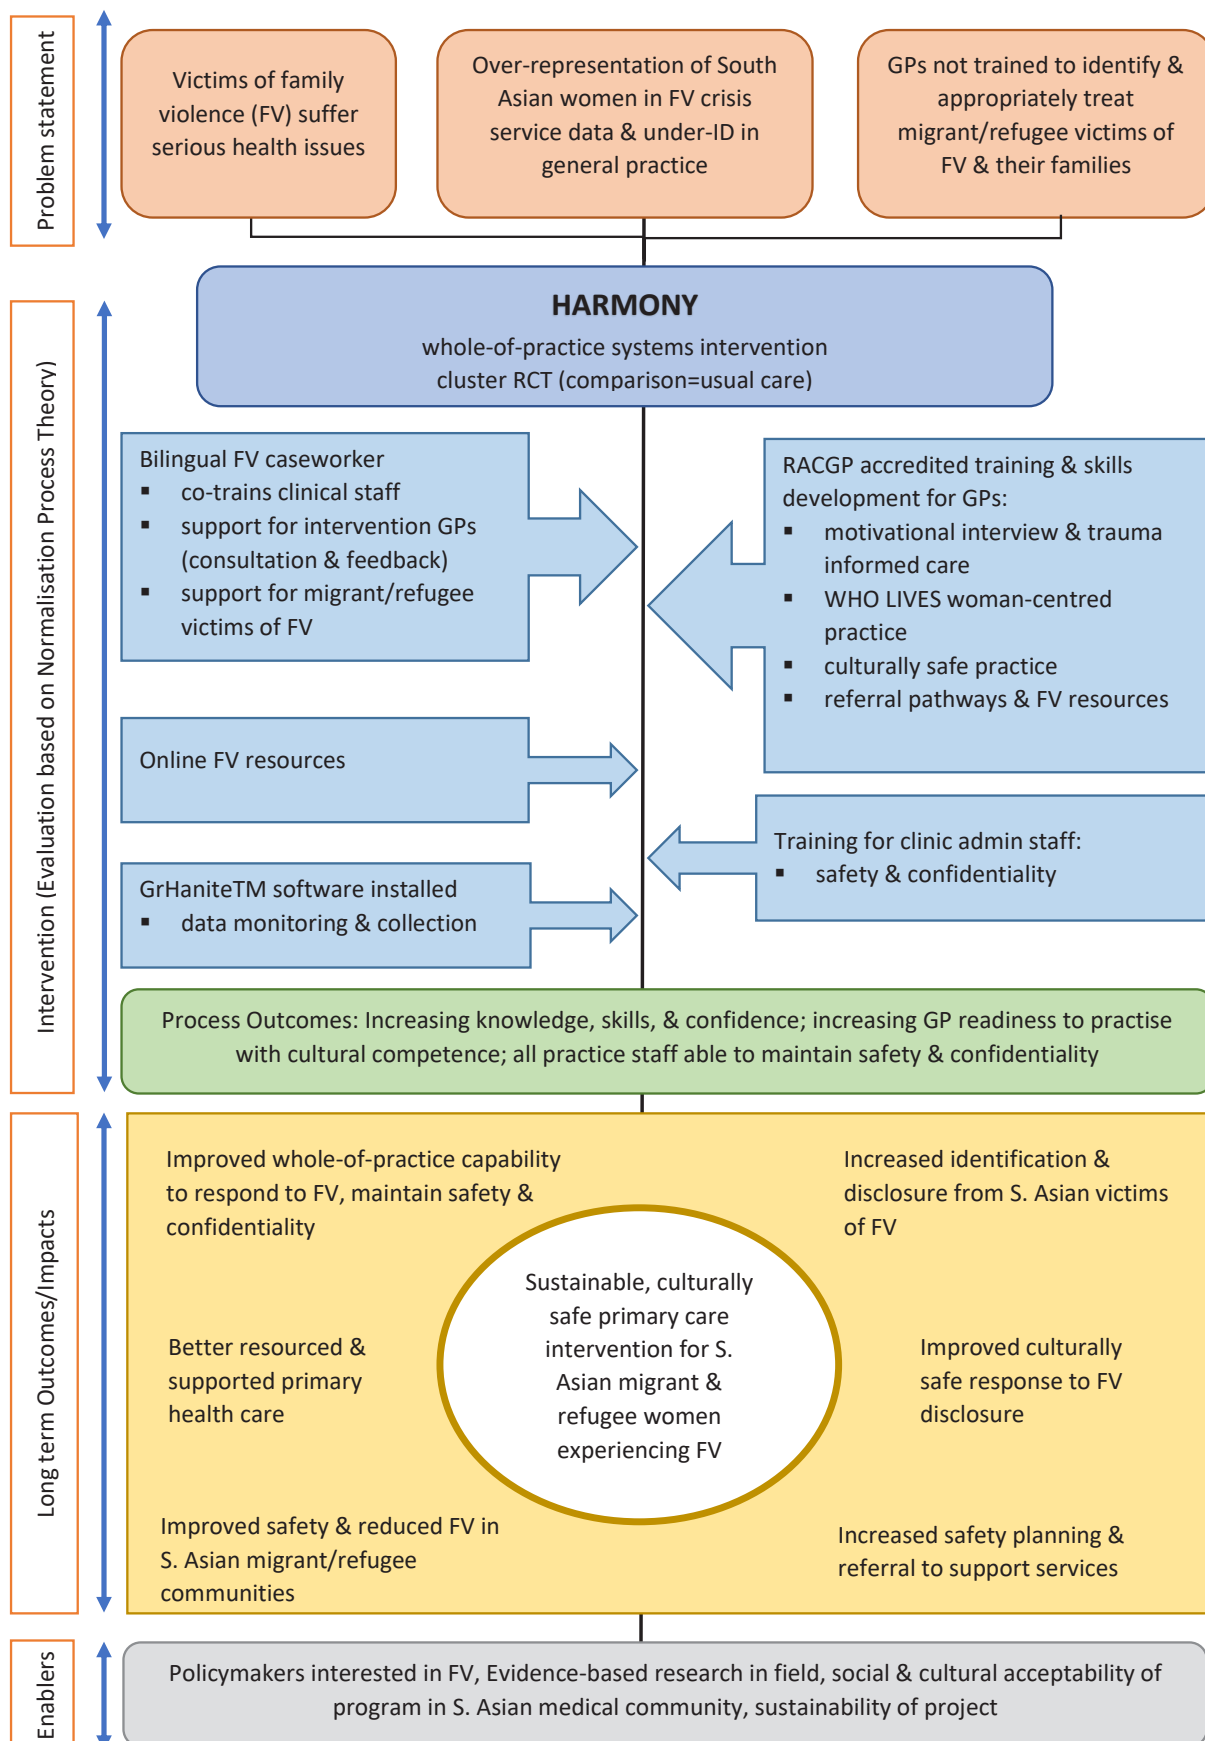 Problem statement
Victims of family
violence (FV) suffer
serious health issues
Over-representation of South
Asian women in FV crisis
service data & under-ID in
general practice
GPs not trained to identify &
appropriately treat
migrant/refugee victims of
FV & their families
Intervention (Evaluation based on Normalisation Process Theory)
HARMONY
whole-of-practice systems intervention
cluster RCT (comparison=usual care)
Bilingual FV caseworker
▪ co-trains clinical staff
▪ support for intervention GPs
(consultation & feedback)
▪ support for migrant/refugee
victims of FV
RACGP accredited training & skills
development for GPs:
▪ motivational interview & trauma
informed care
▪ WHO LIVES woman-centred
practice
▪ culturally safe practice
▪ referral pathways & FV resources
Online FV resources
Training for clinic admin staff:
▪ safety & confidentiality
GrHaniteTM software installed
▪ data monitoring & collection
Process Outcomes: Increasing knowledge, skills, & confidence; increasing GP readiness to practise
with cultural competence; all practice staff able to maintain safety & confidentiality
Long term Outcomes/Impacts
Improved whole-of-practice capability
to respond to FV, maintain safety &
confidentiality
Increased identification &
disclosure from S. Asian victims
of FV
Sustainable, culturally
safe primary care
intervention for S.
Asian migrant &
refugee women
experiencing FV
Better resourced &
supported primary
health care
Improved culturally
safe response to FV
disclosure
Improved safety & reduced FV in
S. Asian migrant/refugee
communities
Increased safety planning &
referral to support services
Enablers
Policymakers interested in FV, Evidence-based research in field, social & cultural acceptability of
program in S. Asian medical community, sustainability of project